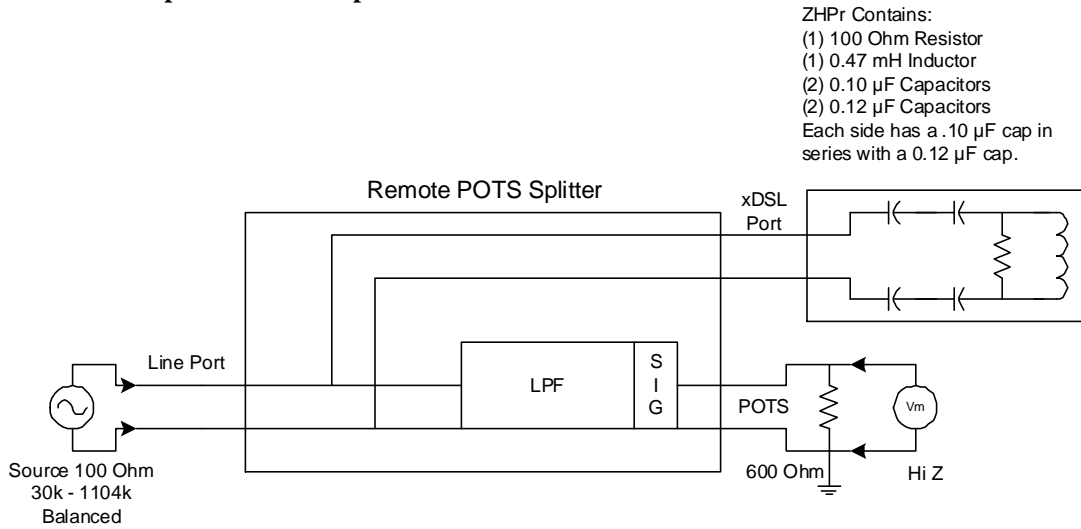 ZHPr Contains:
(1) 100 Ohm Resistor
(1) 0.47 mH Inductor
(2) 0.10 µF Capacitors
(2) 0.12 µF Capacitors
Each side has a .10 µF cap in
series with a 0.12 µF cap.
Remote POTS Splitter
xDSL
Port
Line Port
LPF
S
I
G
POTS
Vm
600 Ohm
Hi Z
Source 100 Ohm
30k - 1104k
Balanced